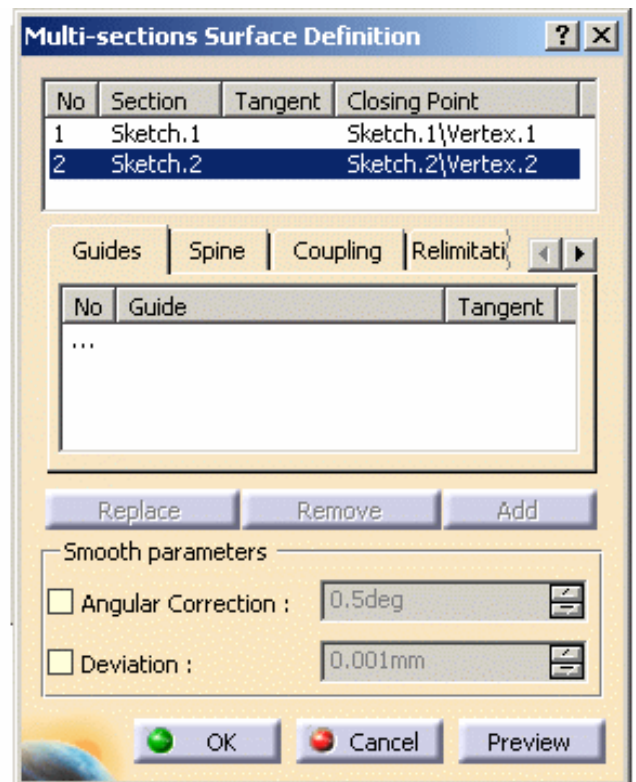 Multi-sections Surface Definition
No Section Tangent Closing Point
1 Sketch.1 Sketch.1\Vertex.1
2 Sketch.2 Sketch.2\Vertex.2
Guides Spine Coupling Relimitati
No Guide Tangent
...
Replace Remove Add
Smooth parameters
Angular Correction : 0.5deg
Deviation : 0.001mm
OK Cancel Preview